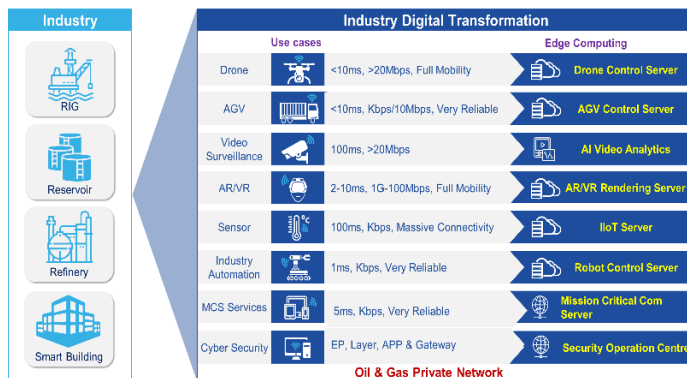 Industry
RIG
Reservoir
Refinery
Smart Building
Industry Digital Transformation
Use cases
Edge Computing
Drone
<10ms, >20Mbps, Full Mobility
Drone Control Server
AGV
<10ms, Kbps/10Mbps, Very Reliable
AGV Control Server
Video
Surveillance
100ms, >20Mbps
AI Video Analytics
AR/VR
2-10ms, 1G-100Mbps, Full Mobility
AR/VR Rendering Server
Sensor
°C
100ms, Kbps, Massive Connectivity
IIoT Server
Industry
Automation
1ms, Kbps, Very Reliable
Robot Control Server
MCS Services
5ms, Kbps, Very Reliable
Mission Critical Com
Server
Cyber Security
EP, Layer, APP & Gateway
Security Operation Centre
Oil & Gas Private Network